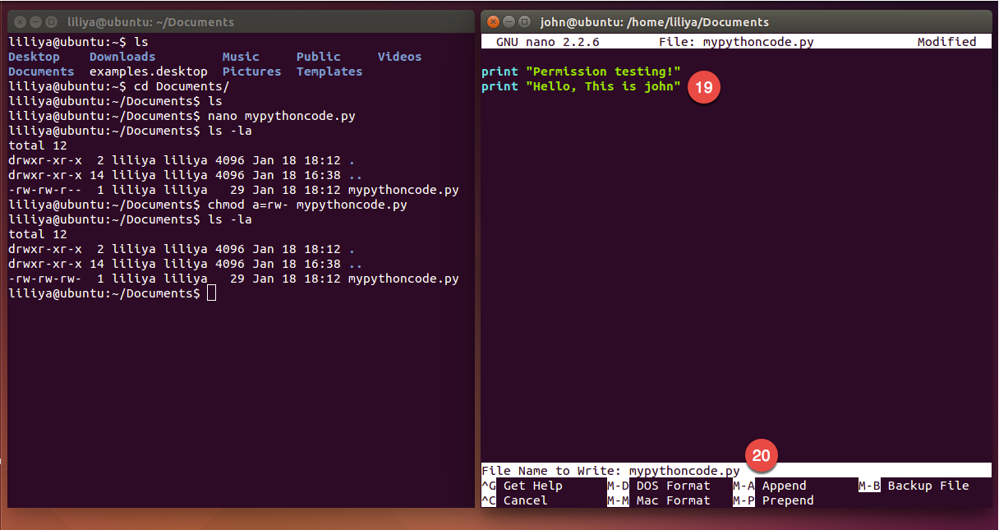 liliya@ubuntu: ~/Documents
liliya@ubuntu:~$ ls
Desktop    Downloads         Music     Public     Videos
Documents  examples.desktop  Pictures  Templates
liliya@ubuntu:~$ cd Documents/
liliya@ubuntu:~/Documents$ ls
liliya@ubuntu:~/Documents$ nano mypythoncode.py
liliya@ubuntu:~/Documents$ ls -la
total 12
drwxr-xr-x  2 liliya liliya 4096 Jan 18 18:12 .
drwxr-xr-x 14 liliya liliya 4096 Jan 18 16:38 ..
-rw-rw-r--  1 liliya liliya   29 Jan 18 18:12 mypythoncode.py
liliya@ubuntu:~/Documents$ chmod a=rw- mypythoncode.py
liliya@ubuntu:~/Documents$ ls -la
total 12
drwxr-xr-x  2 liliya liliya 4096 Jan 18 18:12 .
drwxr-xr-x 14 liliya liliya 4096 Jan 18 16:38 ..
-rw-rw-rw-  1 liliya liliya   29 Jan 18 18:12 mypythoncode.py
liliya@ubuntu:~/Documents$
john@ubuntu: /home/liliya/Documents
GNU nano 2.2.6        File: mypythoncode.py              Modified
print "Permission testing!"
print "Hello, This is john" 19
20
File Name to Write: mypythoncode.py
^G Get Help      M-D DOS Format   M-A Append       M-B Backup File
^C Cancel        M-M Mac Format   M-P Prepend